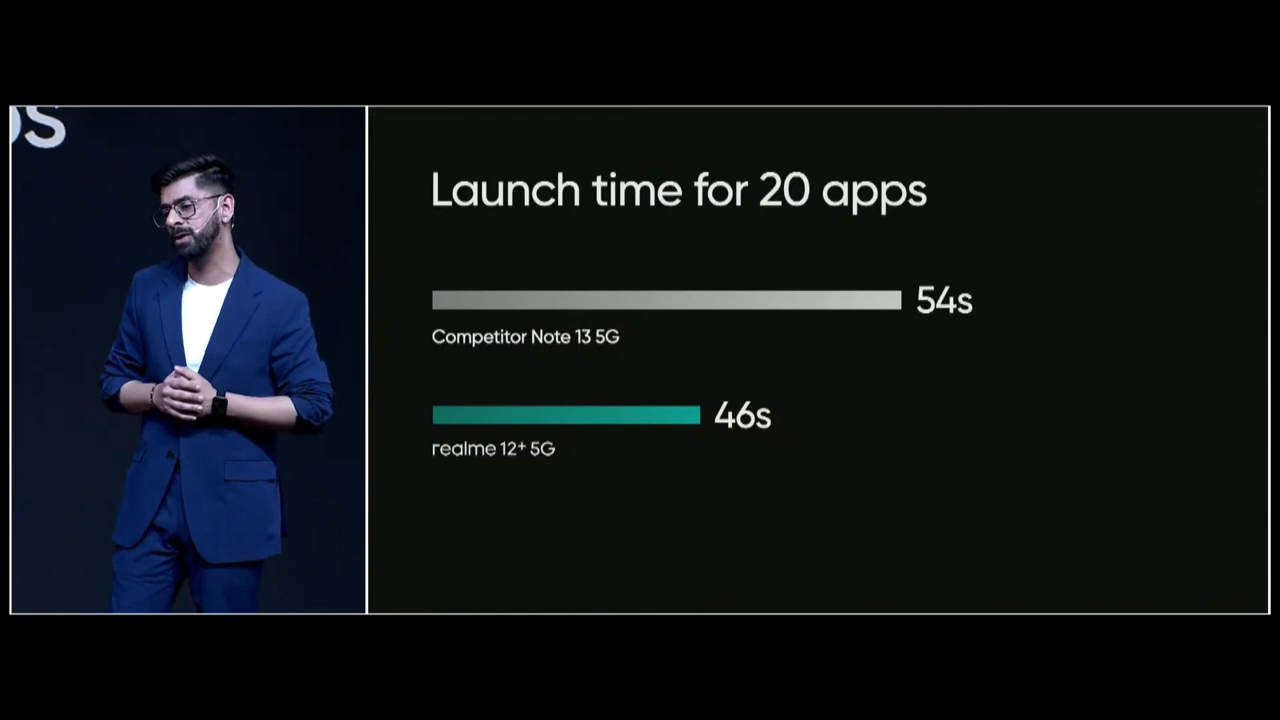 Launch time for 20 apps
54s
Competitor Note 13 5G
46s
realme 12+ 5G